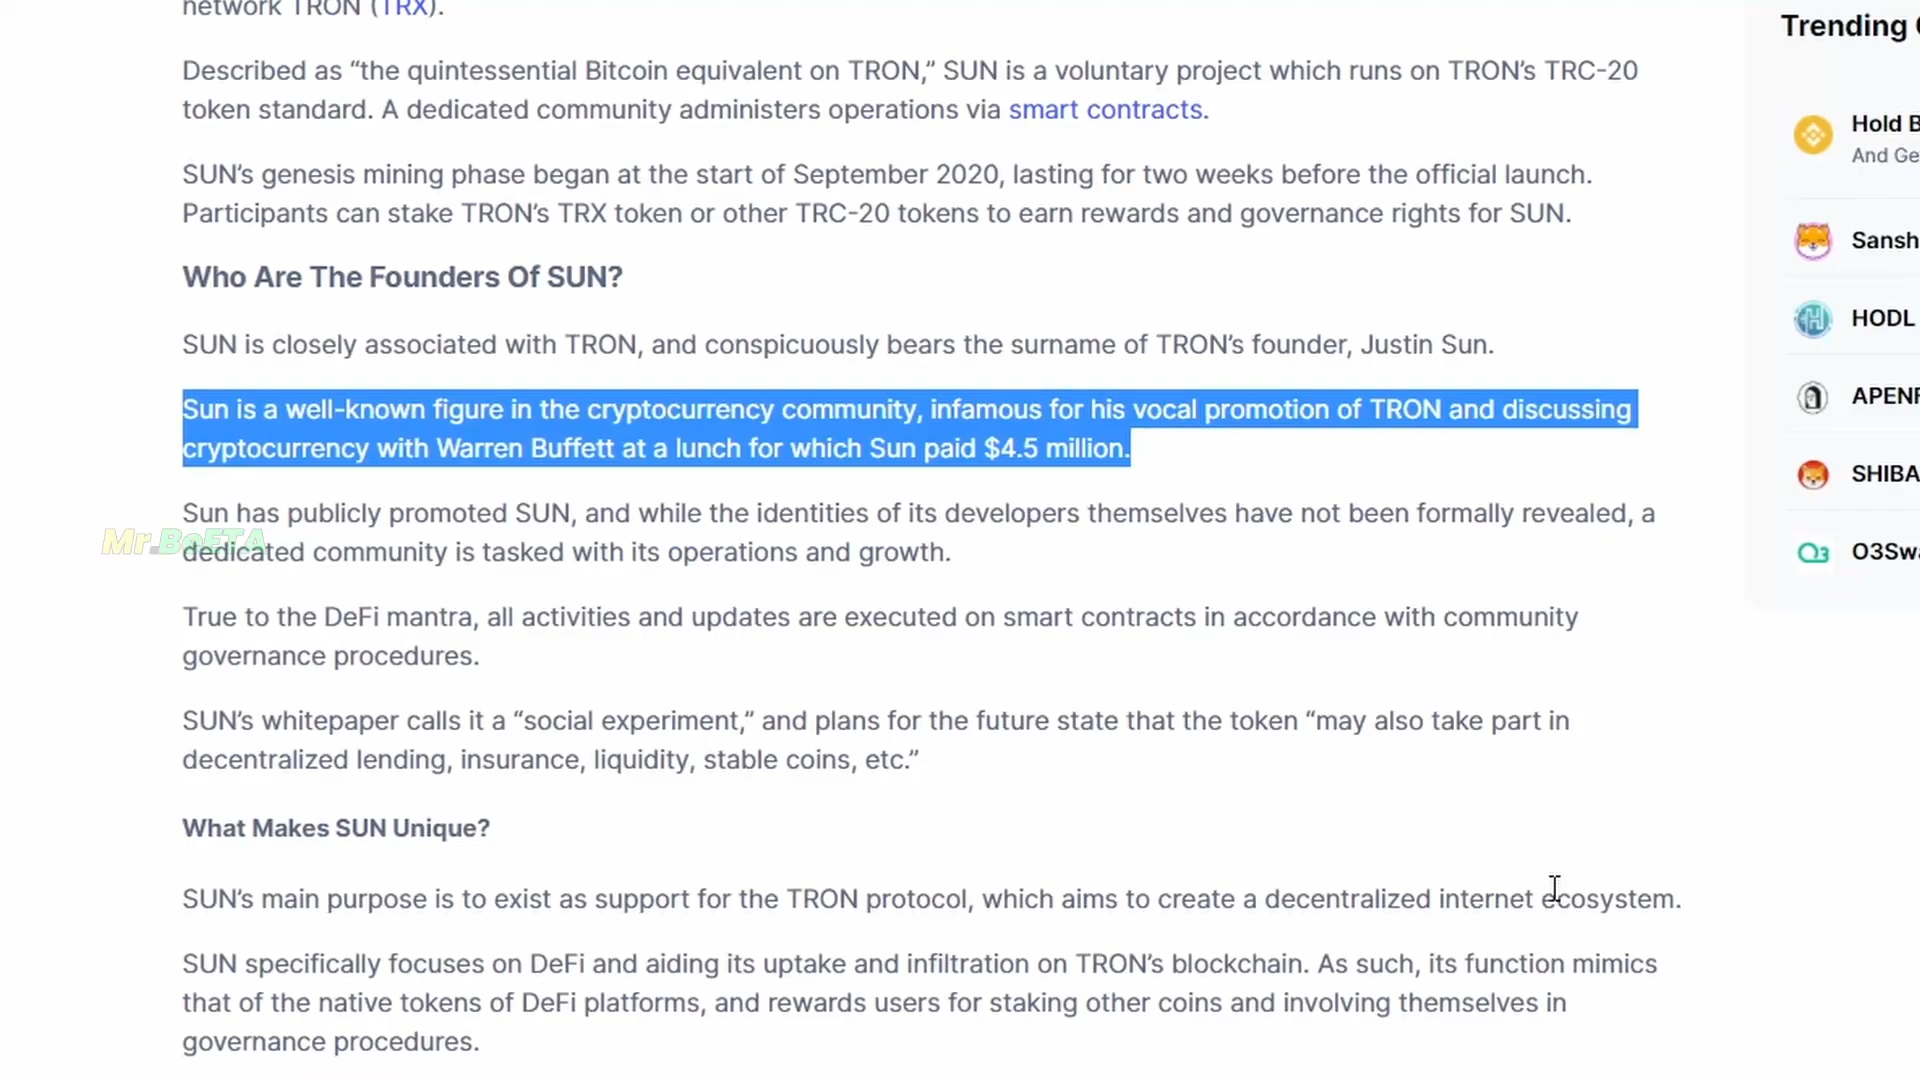 network TRON (TRX).
Described as “the quintessential Bitcoin equivalent on TRON,” SUN is a voluntary project which runs on TRON’s TRC-20
token standard. A dedicated community administers operations via smart contracts.
SUN’s genesis mining phase began at the start of September 2020, lasting for two weeks before the official launch.
Participants can stake TRON’s TRX token or other TRC-20 tokens to earn rewards and governance rights for SUN.
Who Are The Founders Of SUN?
SUN is closely associated with TRON, and conspicuously bears the surname of TRON’s founder, Justin Sun.
Sun is a well-known figure in the cryptocurrency community, infamous for his vocal promotion of TRON and discussing
cryptocurrency with Warren Buffett at a lunch for which Sun paid $4.5 million.
Sun has publicly promoted SUN, and while the identities of its developers themselves have not been formally revealed, a
dedicated community is tasked with its operations and growth.
Mr.BoETA
True to the DeFi mantra, all activities and updates are executed on smart contracts in accordance with community
governance procedures.
SUN’s whitepaper calls it a “social experiment,” and plans for the future state that the token “may also take part in
decentralized lending, insurance, liquidity, stable coins, etc.”
What Makes SUN Unique?
SUN’s main purpose is to exist as support for the TRON protocol, which aims to create a decentralized internet ecosystem.
SUN specifically focuses on DeFi and aiding its uptake and infiltration on TRON’s blockchain. As such, its function mimics
that of the native tokens of DeFi platforms, and rewards users for staking other coins and involving themselves in
governance procedures.
Trending
Hold B
And Ge
Sansh
HODL
APENF
SHIBA
O3Swa